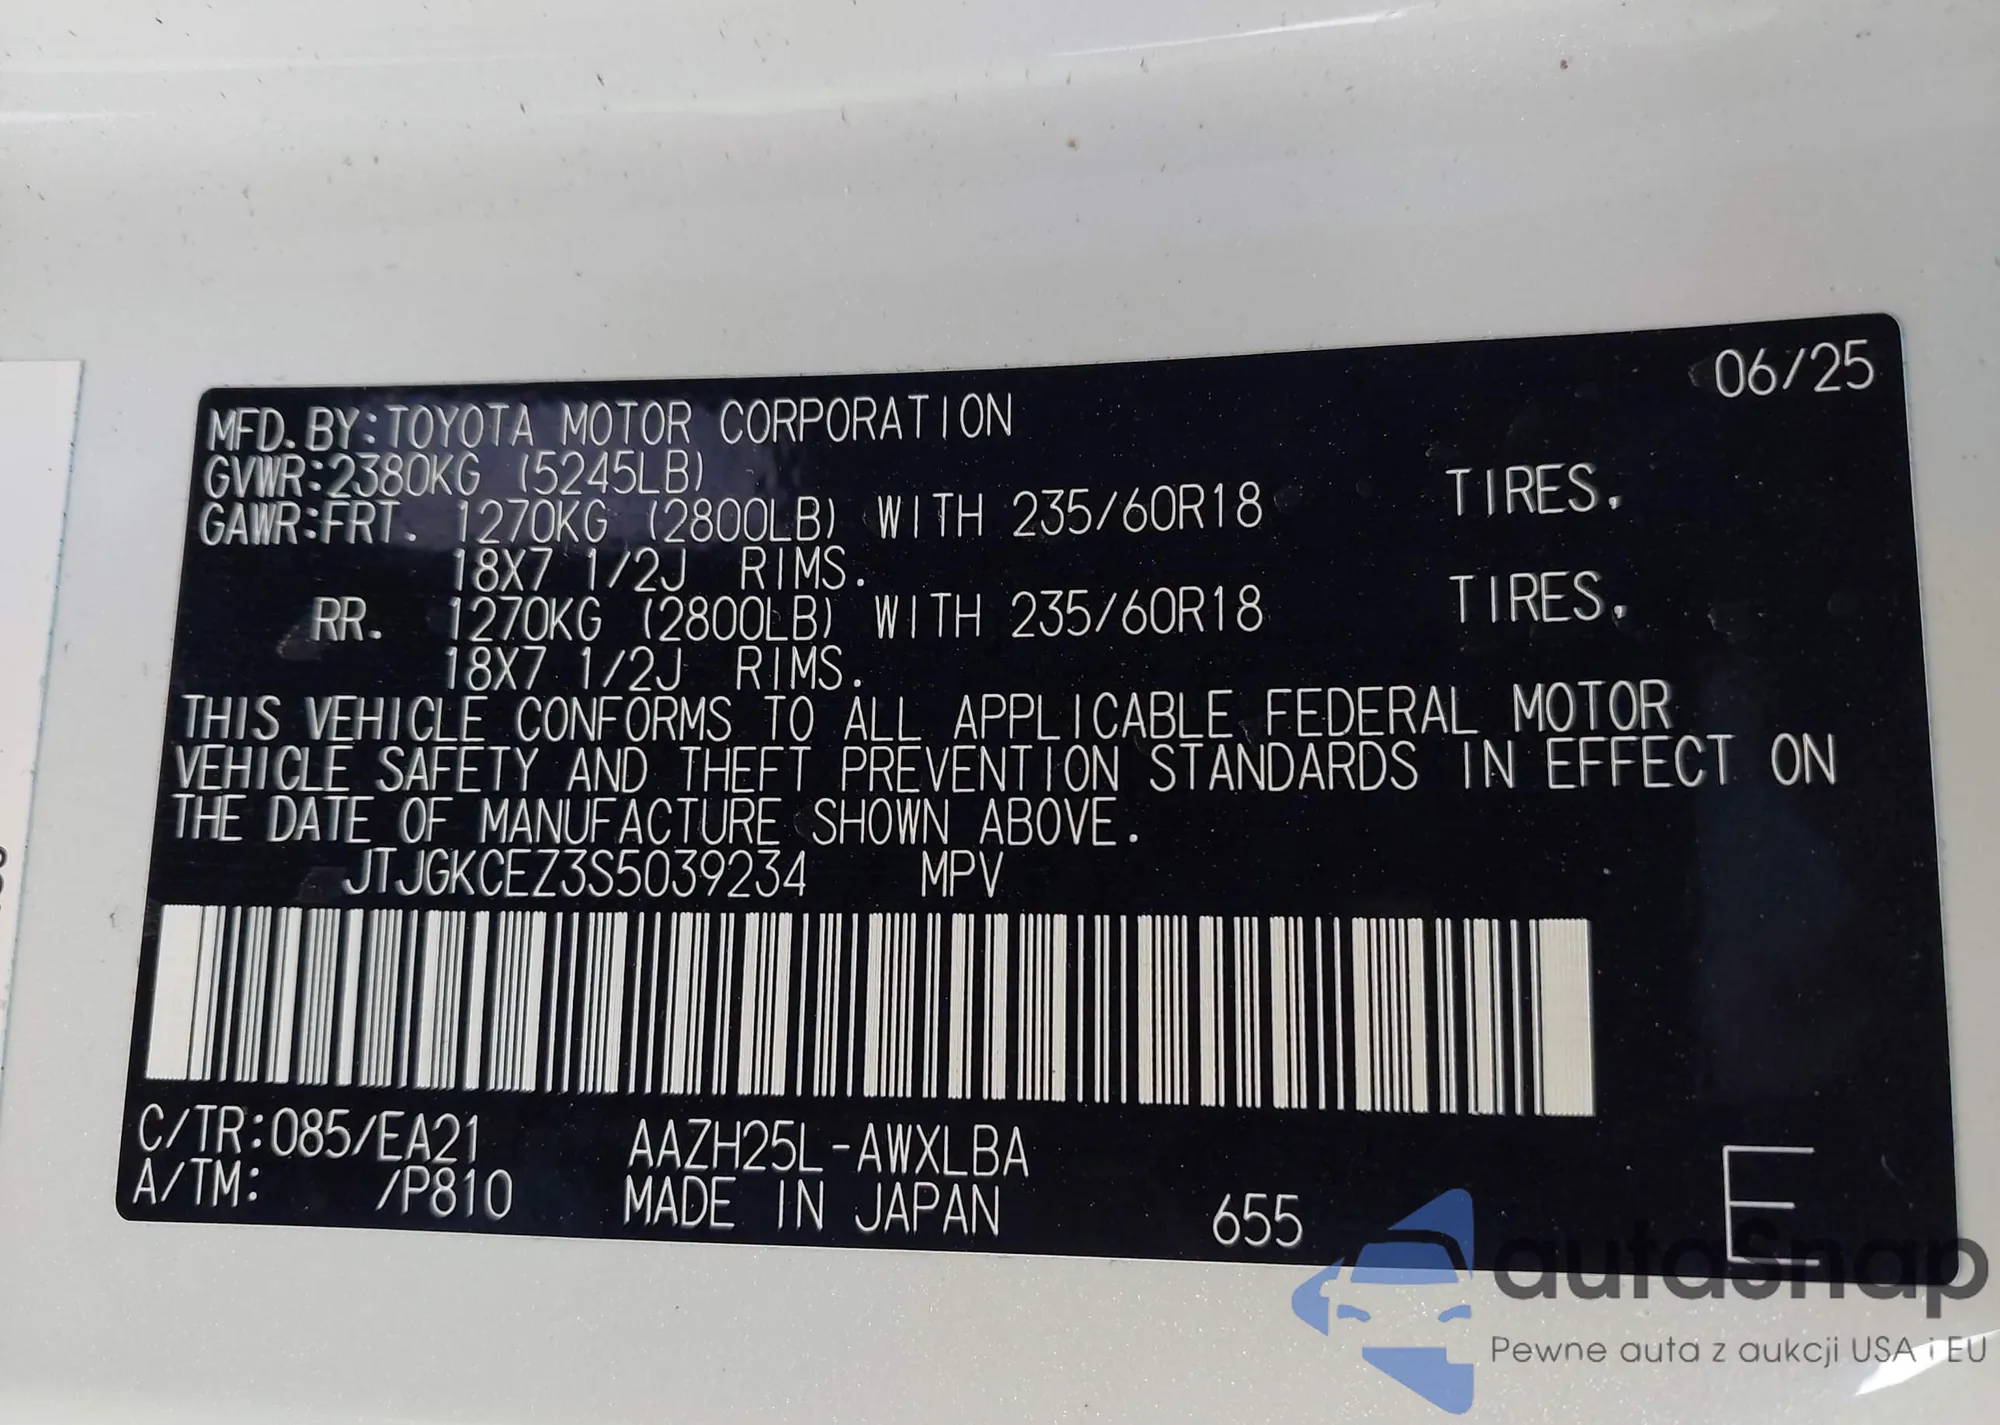 06/25
MFD.BY:TOYOTA MOTOR CORPORATION
GVWR:2380KG (5245LB)
GAWR:FRT. 1270KG (2800LB) WITH 235/60R18 TIRES.
18X7 1/2J RIMS.
RR. 1270KG (2800LB) WITH 235/60R18 TIRES.
18X7 1/2J RIMS.
THIS VEHICLE CONFORMS TO ALL APPLICABLE FEDERAL MOTOR
VEHICLE SAFETY AND THEFT PREVENTION STANDARDS IN EFFECT ON
THE DATE OF MANUFACTURE SHOWN ABOVE.
JTJGKCEZ3S5039234 MPV
C/TR:085/EA21 AAZH25L-AWXLBA
A/TM: /P810 MADE IN JAPAN 655 E
autosnap
Pewne auta z aukcji USA i EU